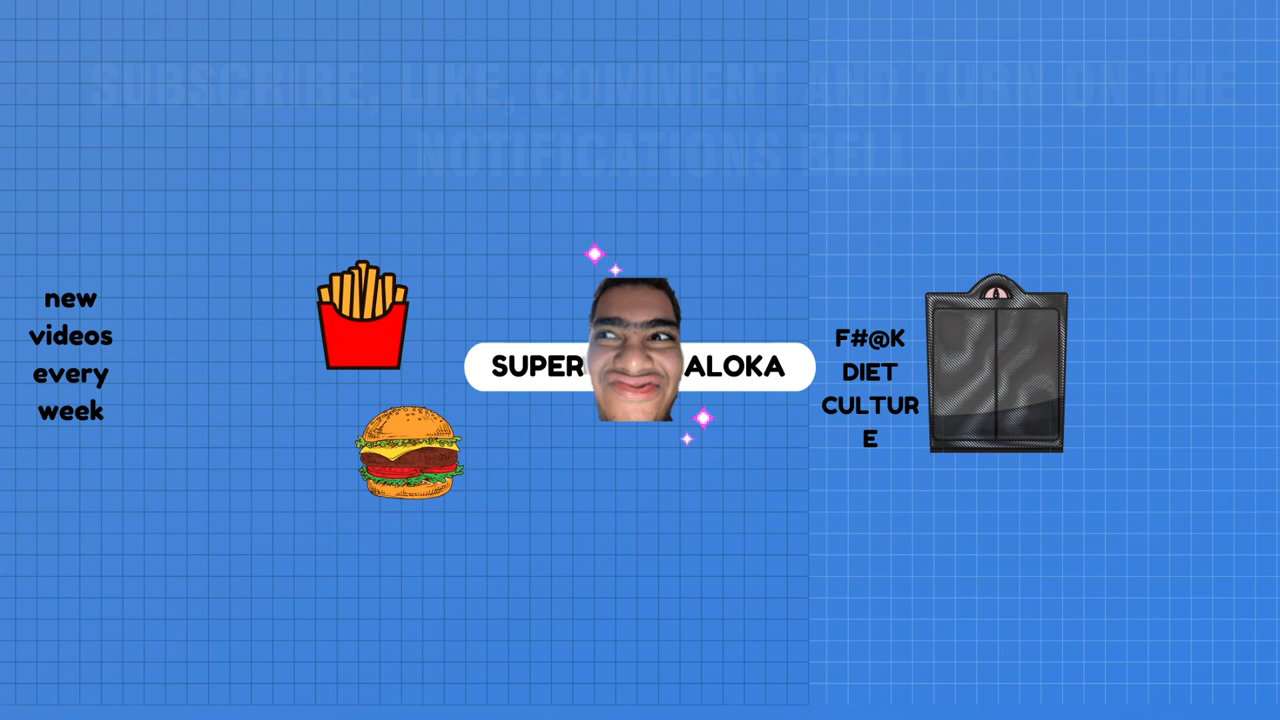 SUBSCRIBE, LIKE, COMMENT AND TURN ON THE
NOTIFICATIONS BELL
new
videos
every
week
SUPER ALOKA
F#@K
DIET
CULTUR
E